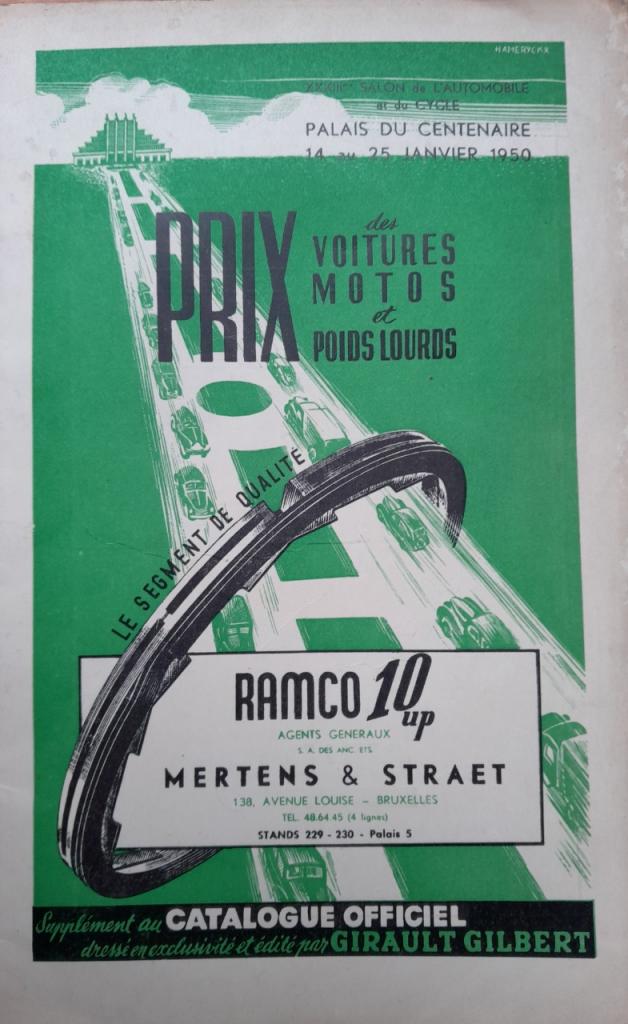 HAMERYCKX
XXXIIIme SALON de L'AUTOMOBILE
et du CYCLE
PALAIS DU CENTENAIRE
14 au 25 JANVIER 1950
PRIX
des
VOITURES
MOTOS
et
POIDS LOURDS
LE SEGMENT DE QUALITÉ
RAMCO 10 up
AGENTS GENERAUX
S. A. DES ANC. ETS.
MERTENS & STRAET
138, AVENUE LOUISE – BRUXELLES
TEL. 48.64.45 (4 lignes)
STANDS 229 - 230 - Palais 5
Supplément au CATALOGUE OFFICIEL
dressé en exclusivité et édité par GIRAULT GILBERT